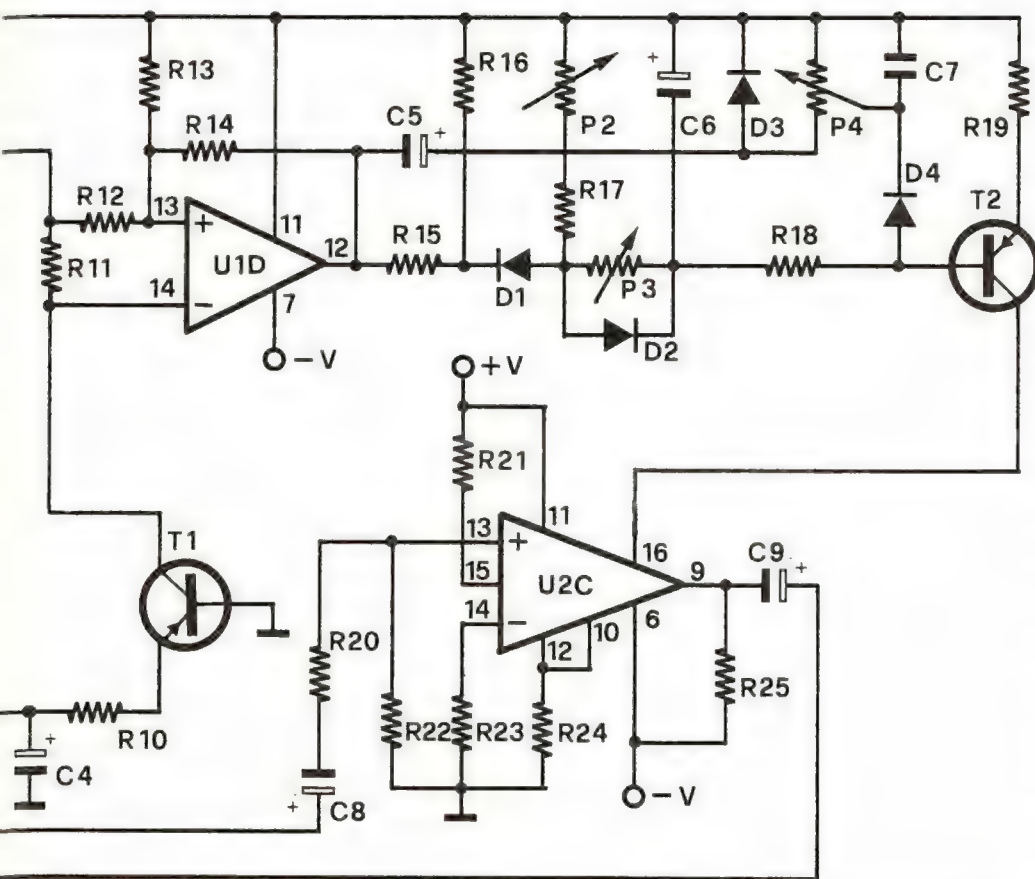 R13
R16
+
C7
R14
C5
+
P2
C6
D3
P4
R19
R12
13
+
11
R17
D4
T2
R11
U1D
12
R15
R18
14
−
7
D1
P3
−V
D2
+V
R21
11
T1
13
+
16
C9
+
15
U2C
9
14
−
10
6
R20
12
R25
R10
R22
R23
R24
+
C4
+
C8
−V